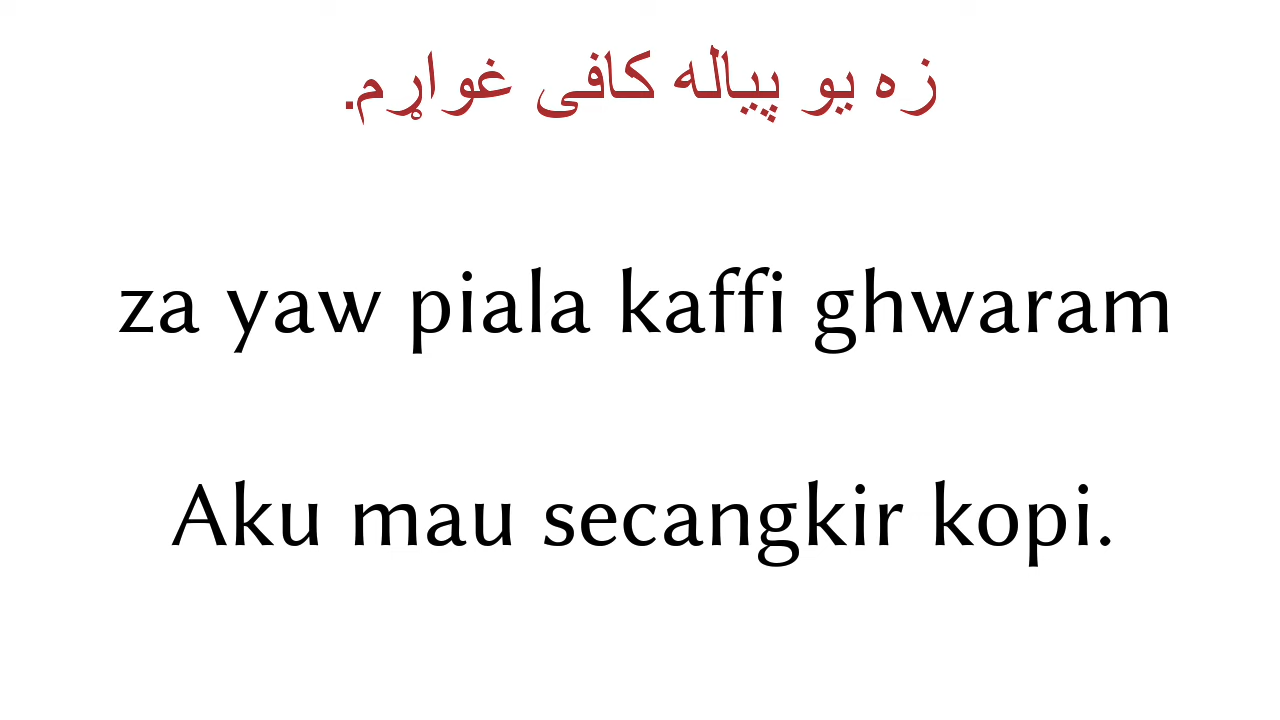 زه یو پیاله کافی غواړم.
za yaw piala kaffi ghwaram
Aku mau secangkir kopi.